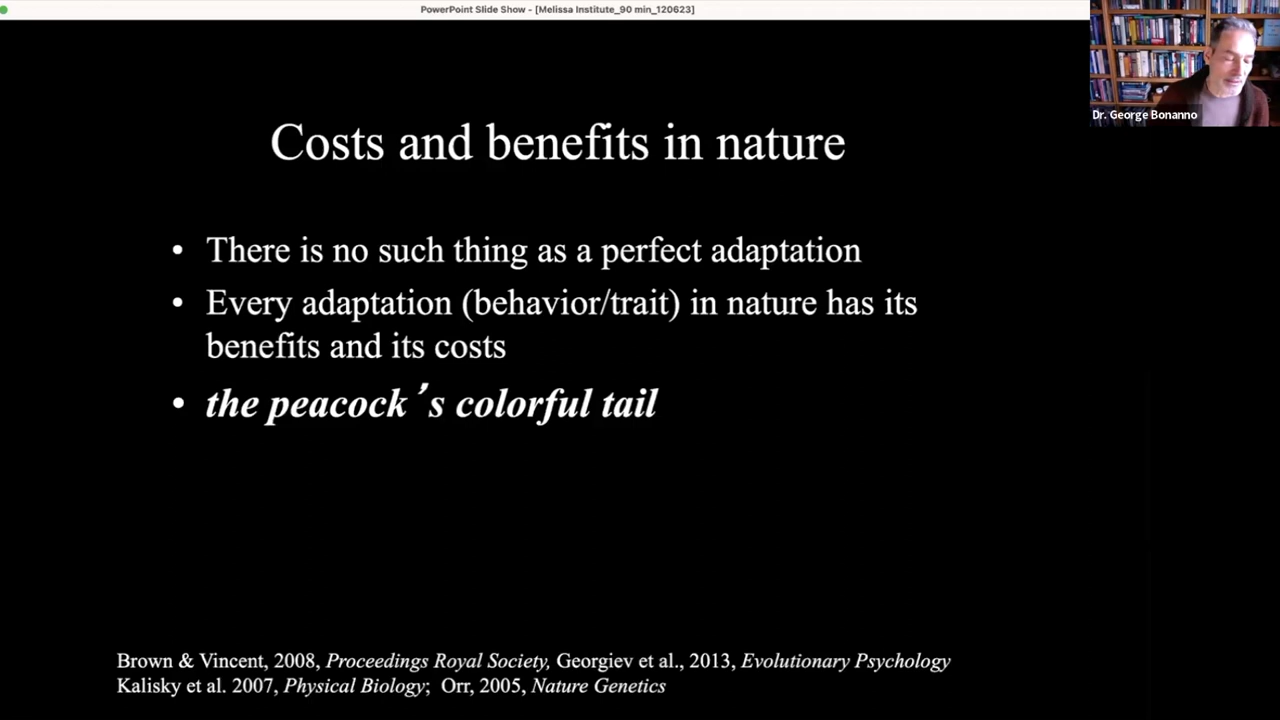 PowerPoint Slide Show - [Melissa Institute_90 min_120623]
Dr. George Bonanno
Costs and benefits in nature
• There is no such thing as a perfect adaptation
• Every adaptation (behavior/trait) in nature has its
benefits and its costs
• the peacock’s colorful tail
Brown & Vincent, 2008, Proceedings Royal Society, Georgiev et al., 2013, Evolutionary Psychology
Kalisky et al. 2007, Physical Biology; Orr, 2005, Nature Genetics